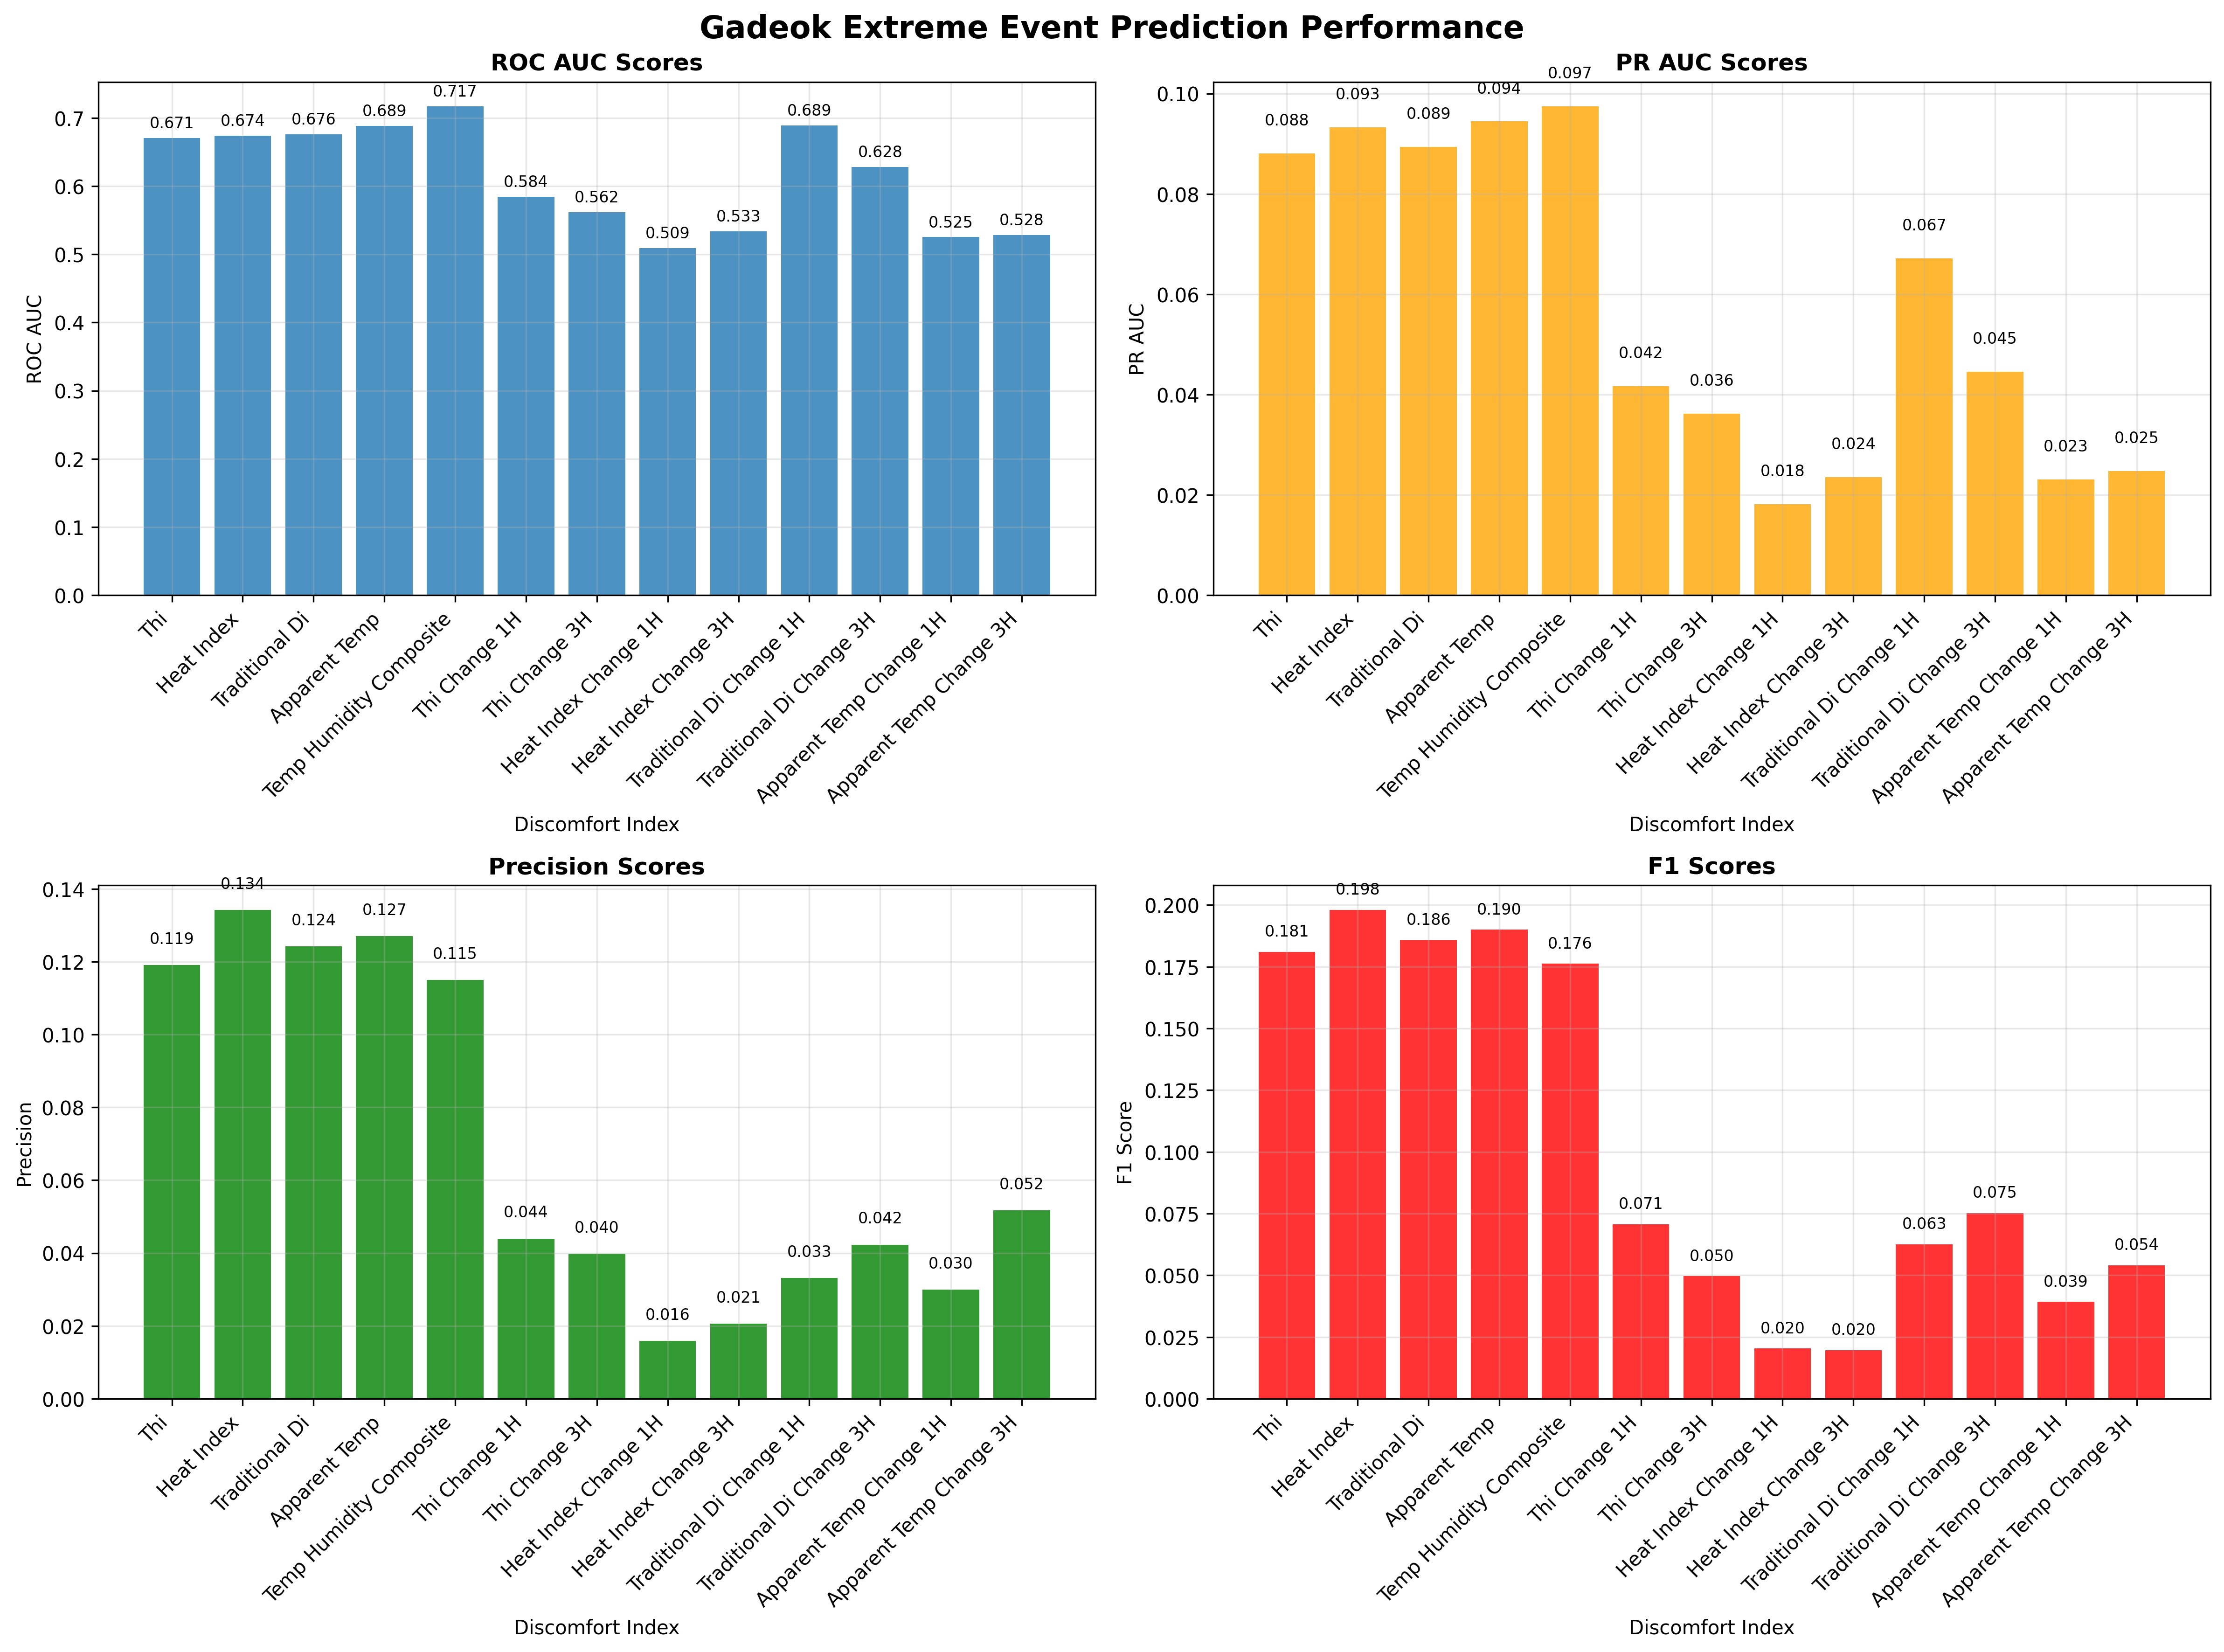 Gadeok Extreme Event Prediction Performance
ROC AUC Scores
ROC AUC
0.7
0.6
0.5
0.4
0.3
0.2
0.1
0.0
0.671
0.674
0.676
0.689
0.717
0.584
0.562
0.509
0.533
0.689
0.628
0.525
0.528
Thi
Heat Index
Traditional Di
Apparent Temp
Temp Humidity Composite
Thi Change 1H
Thi Change 3H
Heat Index Change 1H
Heat Index Change 3H
Traditional Di Change 1H
Traditional Di Change 3H
Apparent Temp Change 1H
Apparent Temp Change 3H
Discomfort Index
PR AUC Scores
PR AUC
0.10
0.08
0.06
0.04
0.02
0.00
0.088
0.093
0.089
0.094
0.097
0.042
0.036
0.018
0.024
0.067
0.045
0.023
0.025
Thi
Heat Index
Traditional Di
Apparent Temp
Temp Humidity Composite
Thi Change 1H
Thi Change 3H
Heat Index Change 1H
Heat Index Change 3H
Traditional Di Change 1H
Traditional Di Change 3H
Apparent Temp Change 1H
Apparent Temp Change 3H
Discomfort Index
Precision Scores
Precision
0.14
0.12
0.10
0.08
0.06
0.04
0.02
0.00
0.119
0.134
0.124
0.127
0.115
0.044
0.040
0.016
0.021
0.033
0.042
0.030
0.052
Thi
Heat Index
Traditional Di
Apparent Temp
Temp Humidity Composite
Thi Change 1H
Thi Change 3H
Heat Index Change 1H
Heat Index Change 3H
Traditional Di Change 1H
Traditional Di Change 3H
Apparent Temp Change 1H
Apparent Temp Change 3H
Discomfort Index
F1 Scores
F1 Score
0.200
0.175
0.150
0.125
0.100
0.075
0.050
0.025
0.000
0.181
0.198
0.186
0.190
0.176
0.071
0.050
0.020
0.020
0.063
0.075
0.039
0.054
Thi
Heat Index
Traditional Di
Apparent Temp
Temp Humidity Composite
Thi Change 1H
Thi Change 3H
Heat Index Change 1H
Heat Index Change 3H
Traditional Di Change 1H
Traditional Di Change 3H
Apparent Temp Change 1H
Apparent Temp Change 3H
Discomfort Index